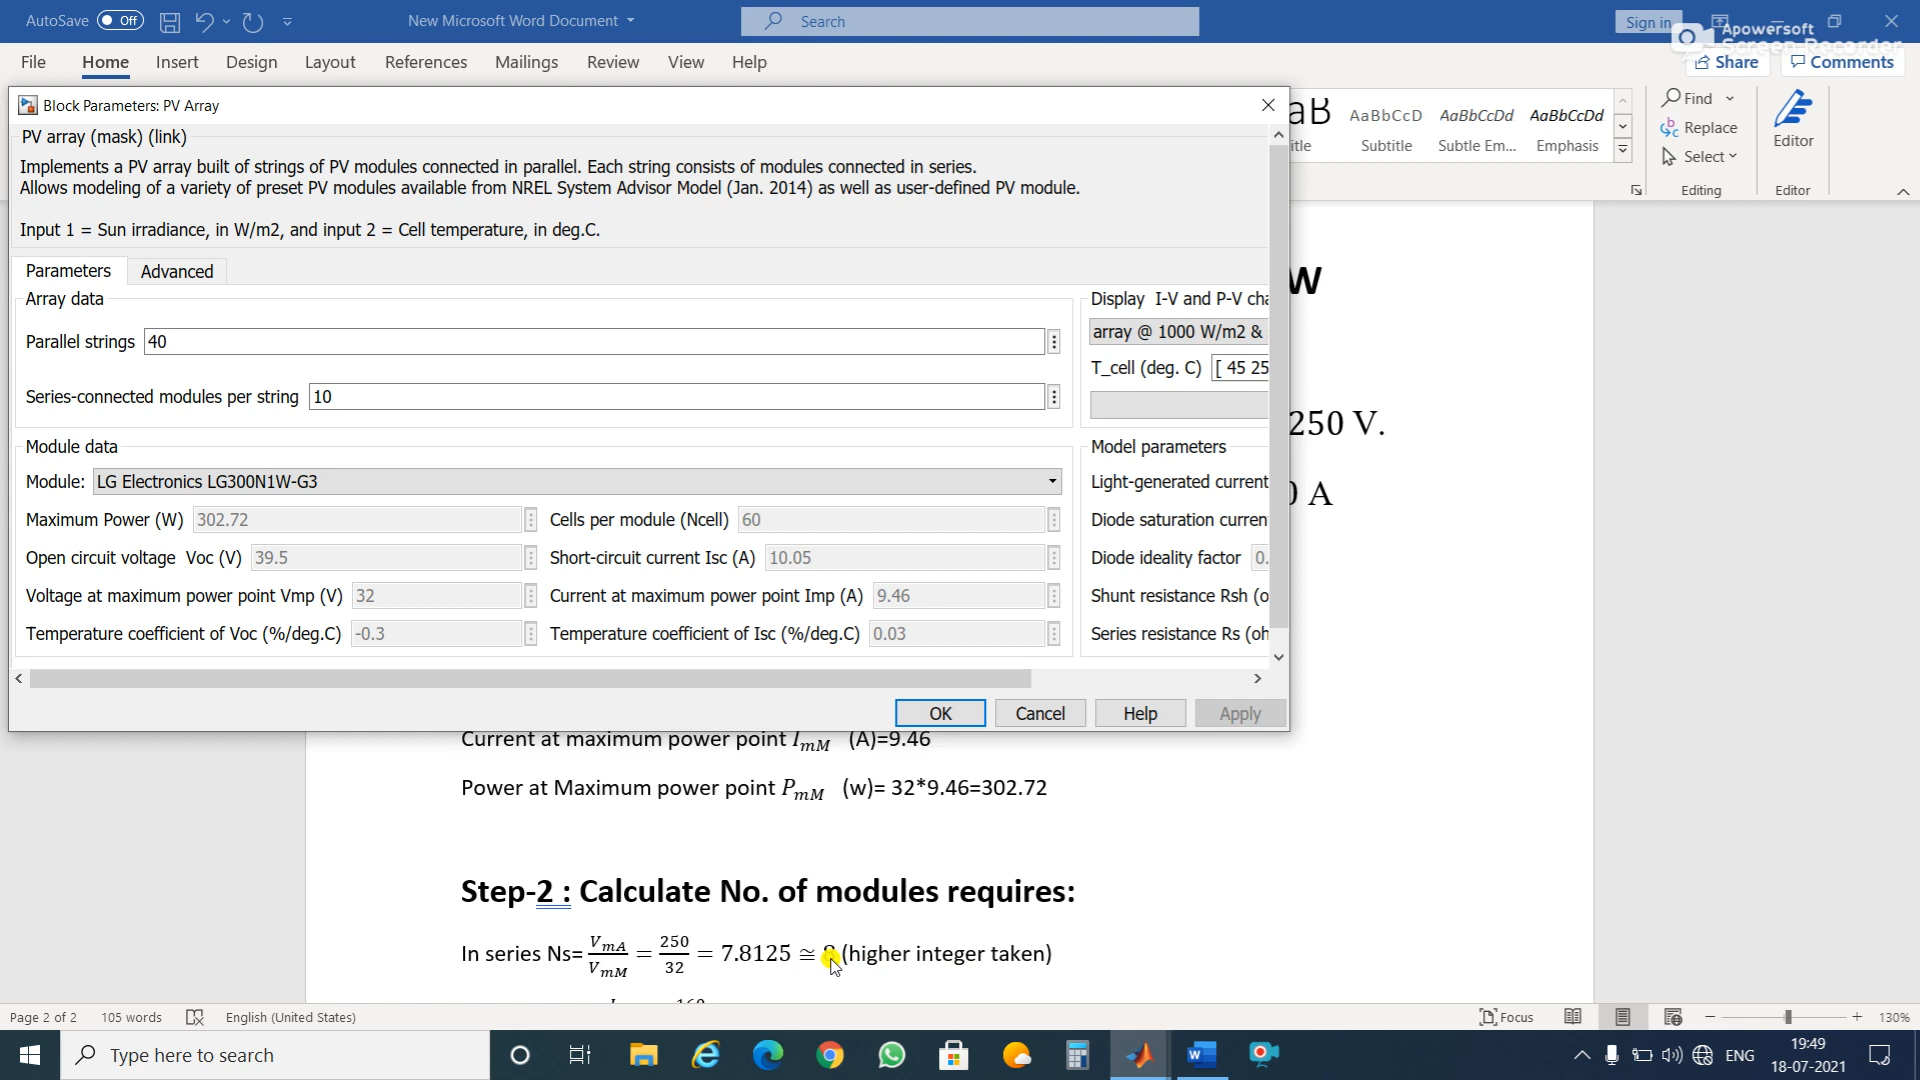 AutoSave Off New Microsoft Word Document Search Sign in
Apowersoft
Screen Recorder
File Home Insert Design Layout References Mailings Review View Help Share Comments
Block Parameters: PV Array
PV array (mask) (link)
Implements a PV array built of strings of PV modules connected in parallel. Each string consists of modules connected in series.
Allows modeling of a variety of preset PV modules available from NREL System Advisor Model (Jan. 2014) as well as user-defined PV module.
Input 1 = Sun irradiance, in W/m2, and input 2 = Cell temperature, in deg.C.
Parameters Advanced
Array data
Parallel strings 40
Series-connected modules per string 10
Display I-V and P-V cha
array @ 1000 W/m2 &
T_cell (deg. C) [ 45 25
Module data
Module: LG Electronics LG300N1W-G3
Maximum Power (W) 302.72 Cells per module (Ncell) 60
Open circuit voltage Voc (V) 39.5 Short-circuit current Isc (A) 10.05
Voltage at maximum power point Vmp (V) 32 Current at maximum power point Imp (A) 9.46
Temperature coefficient of Voc (%/deg.C) -0.3 Temperature coefficient of Isc (%/deg.C) 0.03
Model parameters
Light-generated current
Diode saturation curren
Diode ideality factor 0.
Shunt resistance Rsh (o
Series resistance Rs (oh
OK Cancel Help Apply
aB AaBbCcD AaBbCcDd AaBbCcDd
itle Subtitle Subtle Em... Emphasis
Find
Replace
Select
Editing
Editor
Editor
W
250 V.
0 A
Current at maximum power point I_mM (A)=9.46
Power at Maximum power point P_mM (w)= 32*9.46=302.72
Step-2 : Calculate No. of modules requires:
In series Ns= V_mA/V_mM = 250/32 = 7.8125 ≅ 8 (higher integer taken)
Page 2 of 2 105 words English (United States) Focus 130%
Type here to search ENG 19:49
18-07-2021